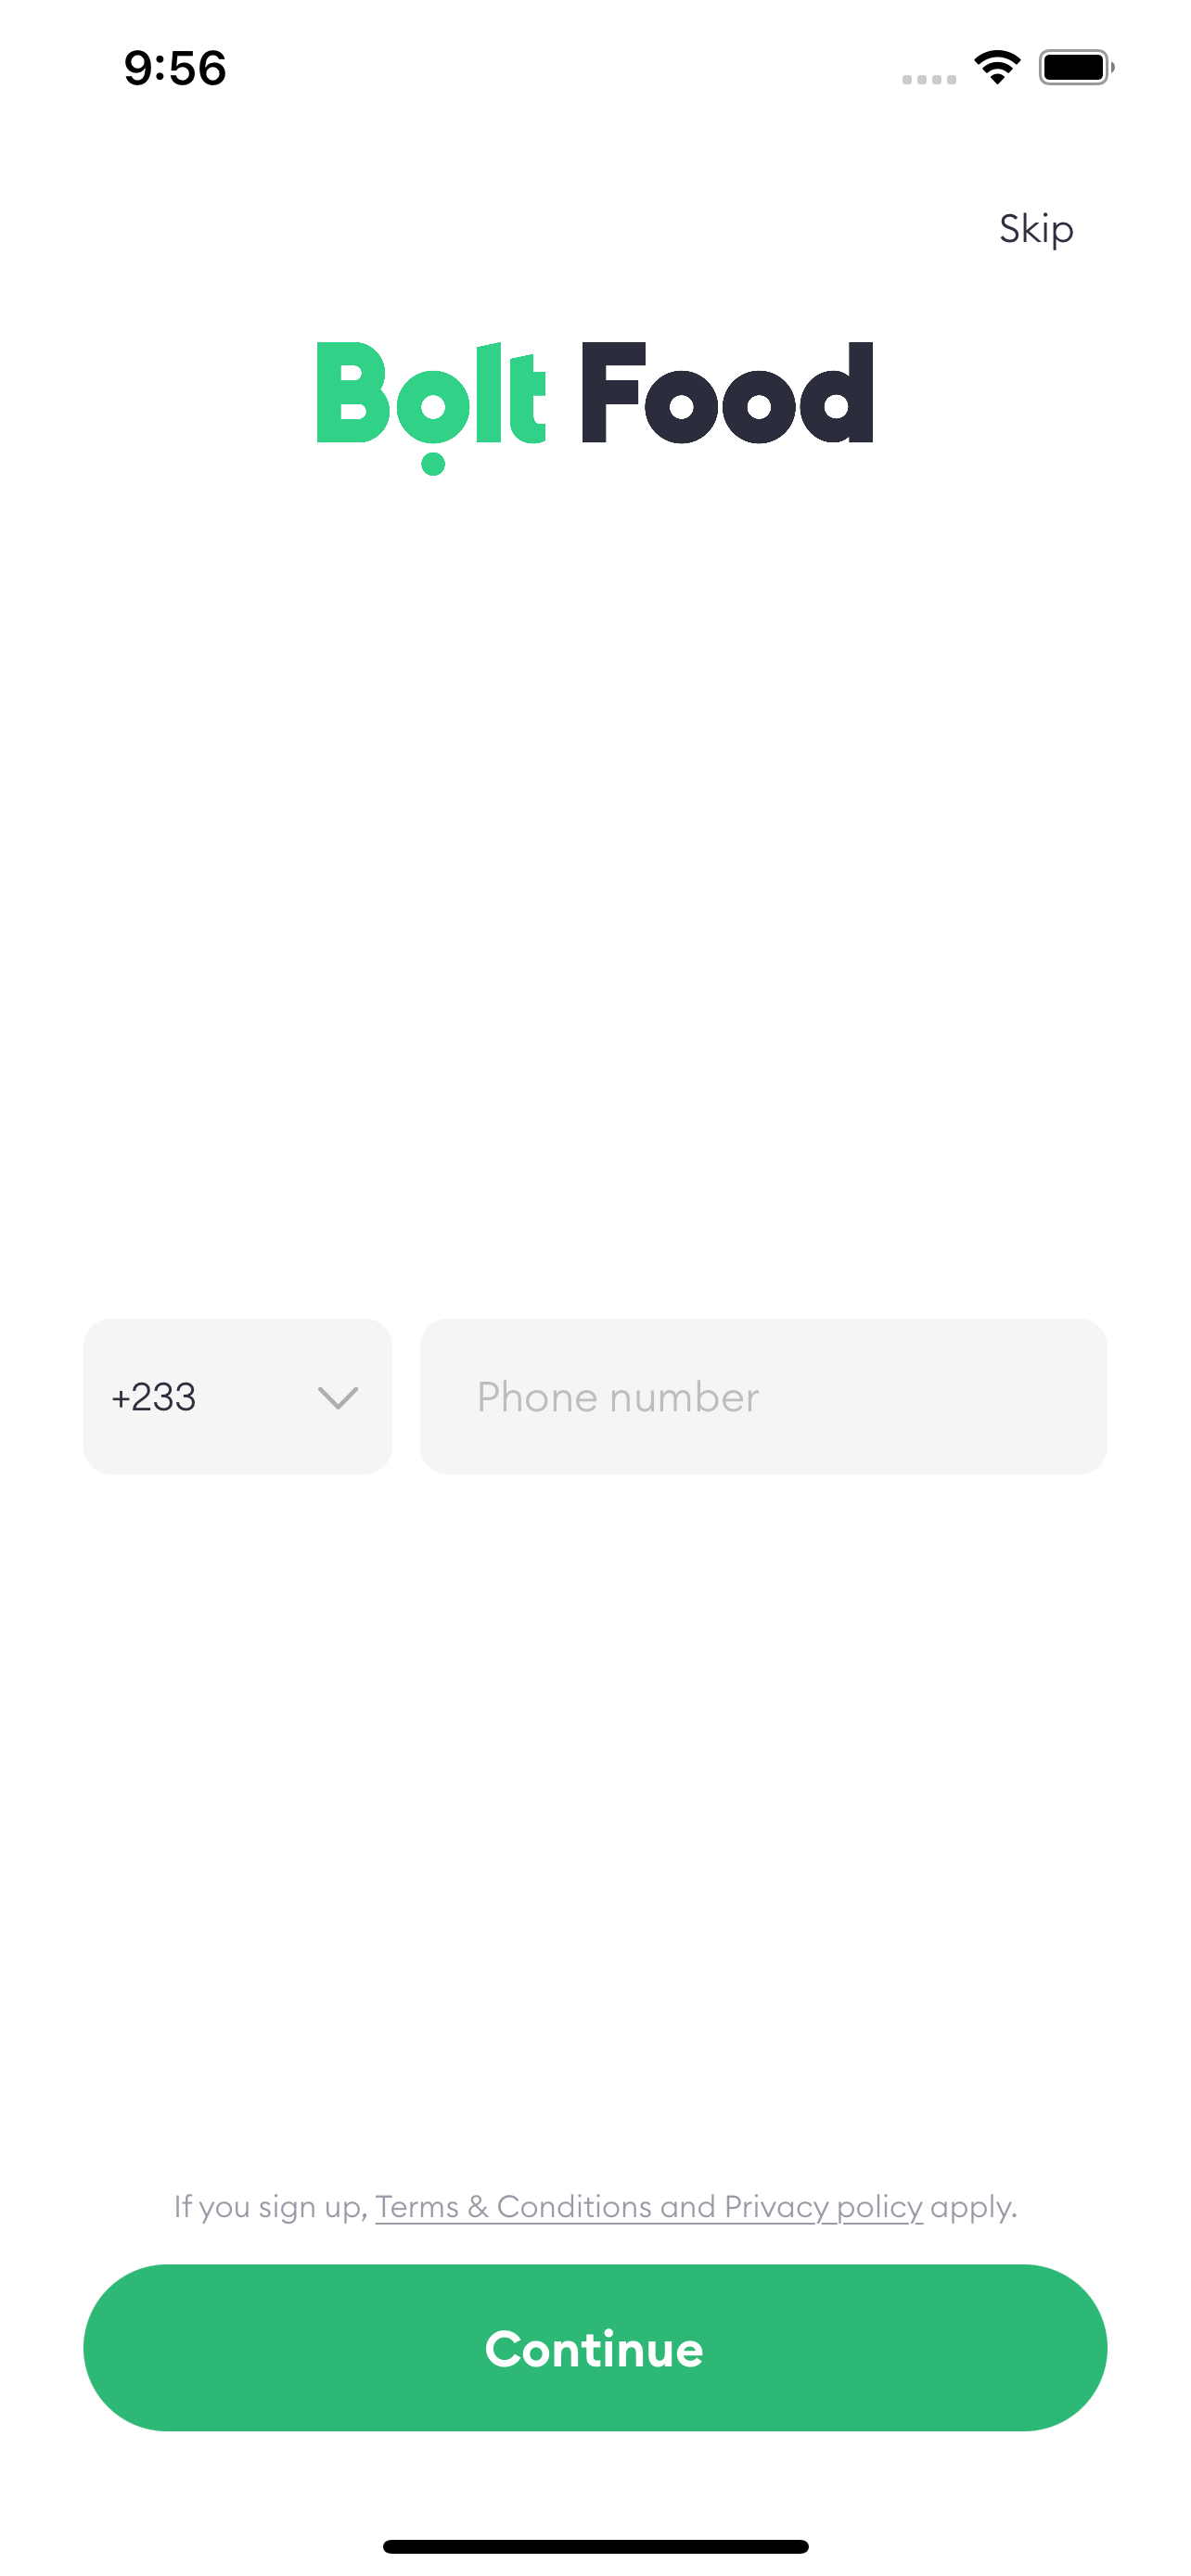 9:56
Skip
Bolt Food
+233
Phone number
If you sign up, Terms & Conditions and Privacy policy apply.
Continue